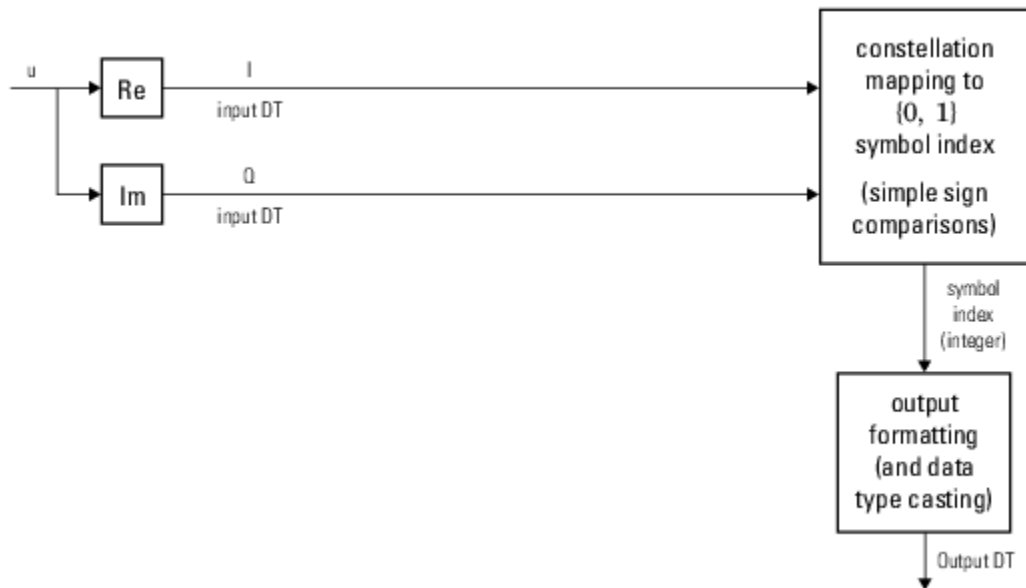 u
Re
I
input DT
Im
Q
input DT
constellation
mapping to
{0, 1}
symbol index
(simple sign
comparisons)
symbol
index
(integer)
output
formatting
(and data
type casting)
Output DT